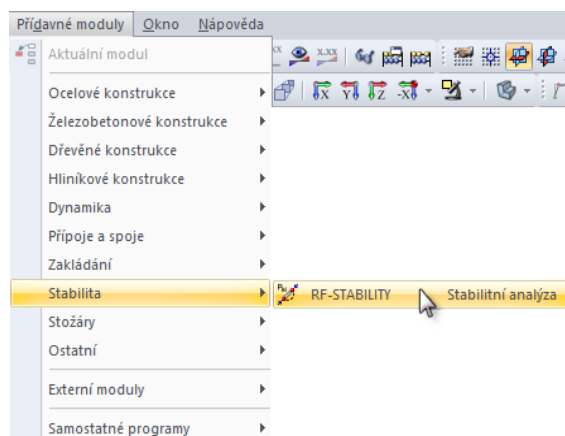 Přídavné moduly Okno Nápověda
Aktuální modul
x.xx
Ocelové konstrukce
Železobetonové konstrukce
Dřevěné konstrukce
Hliníkové konstrukce
Dynamika
Přípoje a spoje
Zakládání
Stabilita
RF-STABILITY Stabilitní analýza
Stožáry
Ostatní
Externí moduly
Samostatné programy